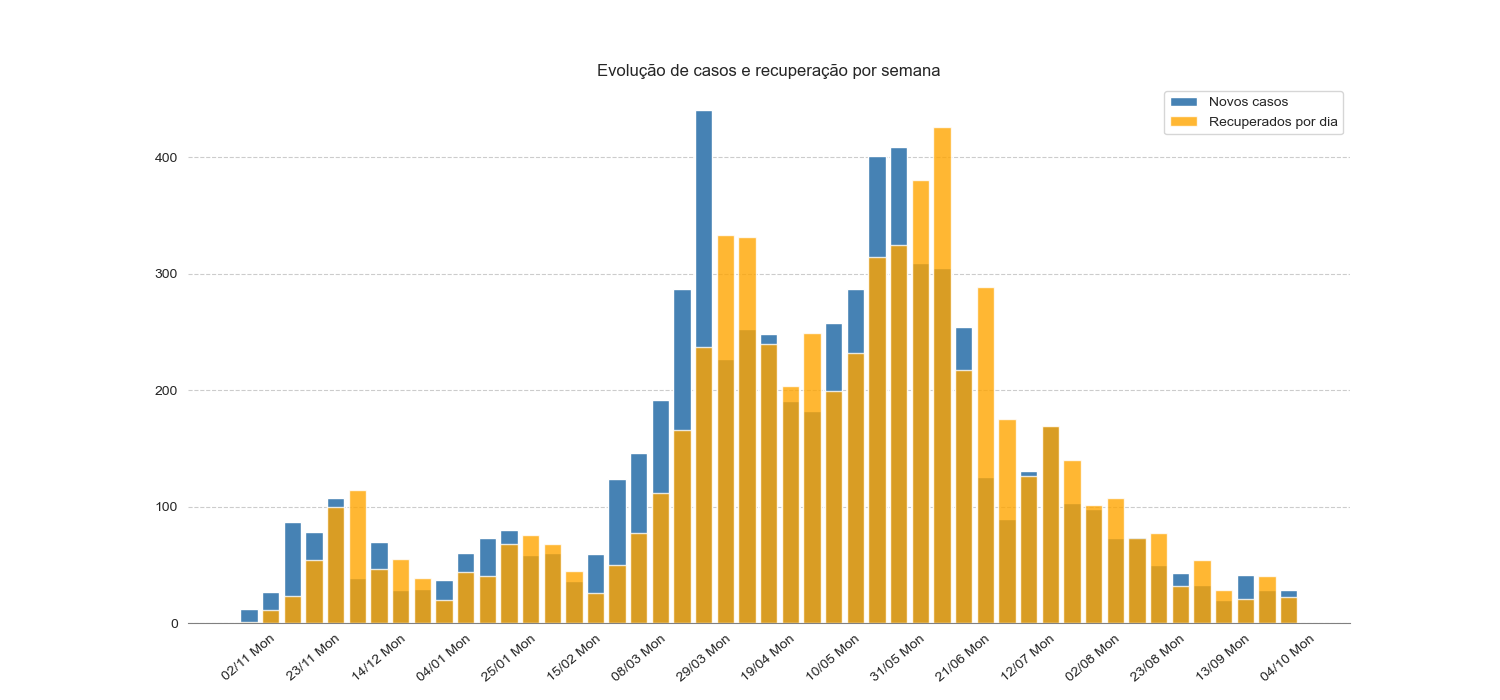 Evolução de casos e recuperação por semana
Novos casos
Recuperados por dia
400
300
200
100
0
02/11 Mon
23/11 Mon
14/12 Mon
04/01 Mon
25/01 Mon
15/02 Mon
08/03 Mon
29/03 Mon
19/04 Mon
10/05 Mon
31/05 Mon
21/06 Mon
12/07 Mon
02/08 Mon
23/08 Mon
13/09 Mon
04/10 Mon